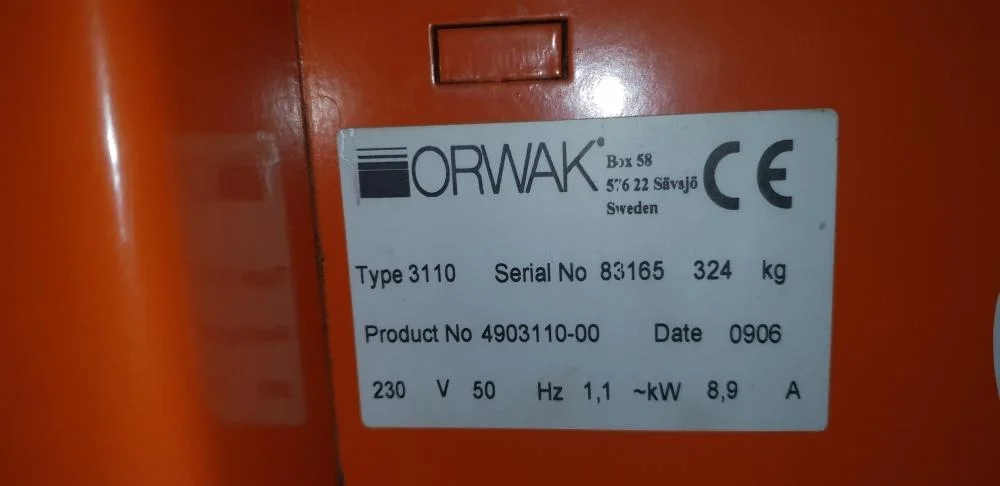 ORWAK®
Box 58
576 22 Sävsjö
Sweden
CE
Type 3110 Serial No 83165 324 kg
Product No 4903110-00 Date 0906
230 V 50 Hz 1,1 ~kW 8,9 A